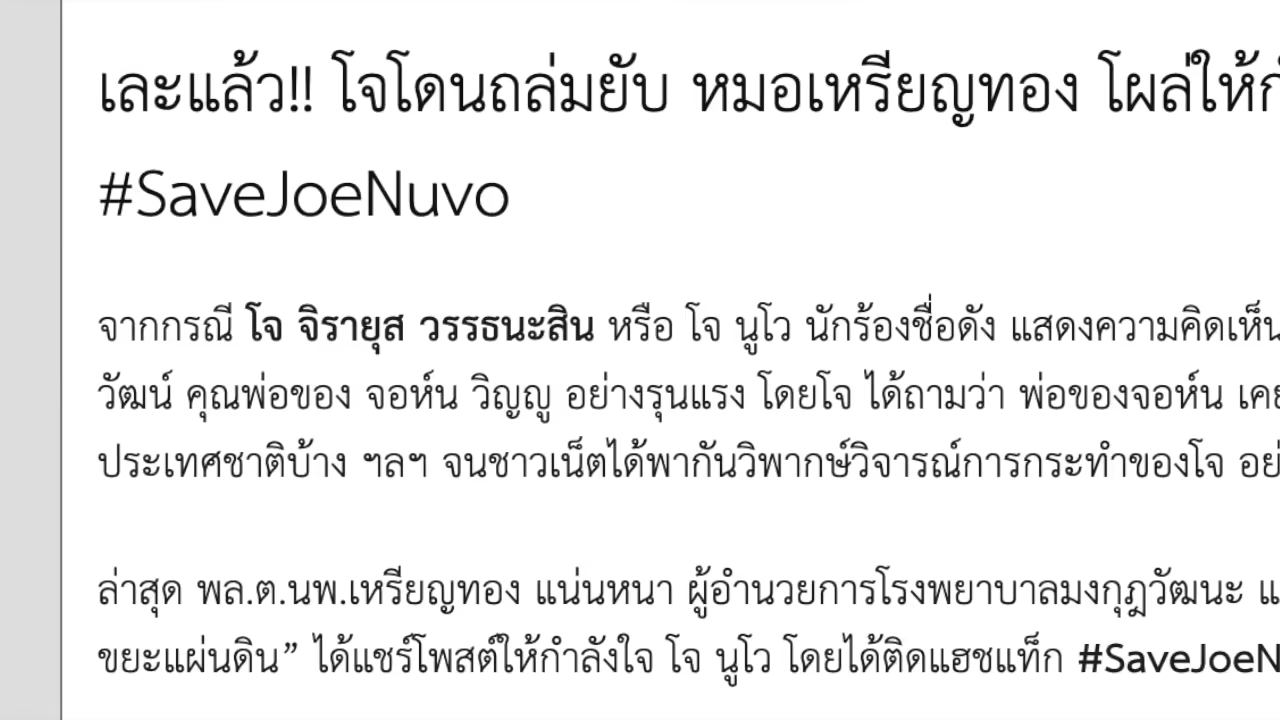 เละแล้ว!! โจโดนถล่มยับ หมอเหรียญทอง โผล่ให้
#SaveJoeNuvo
จากกรณี โจ จิรายุส วรรธนะสิน หรือ โจ นูโว นักร้องชื่อดัง แสดงความคิดเห็น
วัฒน์ คุณพ่อของ จอห์น วิญญู อย่างรุนแรง โดยโจ ได้ถามว่า พ่อของจอห์น
ประเทศชาติบ้าง ฯลฯ จนชาวเน็ตได้พากันวิพากษ์วิจารณ์การกระทำของโจ
ล่าสุด พล.ต.นพ.เหรียญทอง แน่นหนา ผู้อำนวยการโรงพยาบาลมงกุฎวัฒนะ
ขยะแผ่นดิน” ได้แชร์โพสต์ให้กำลังใจ โจ นูโว โดยได้ติดแฮชแท็ก #SaveJoeN